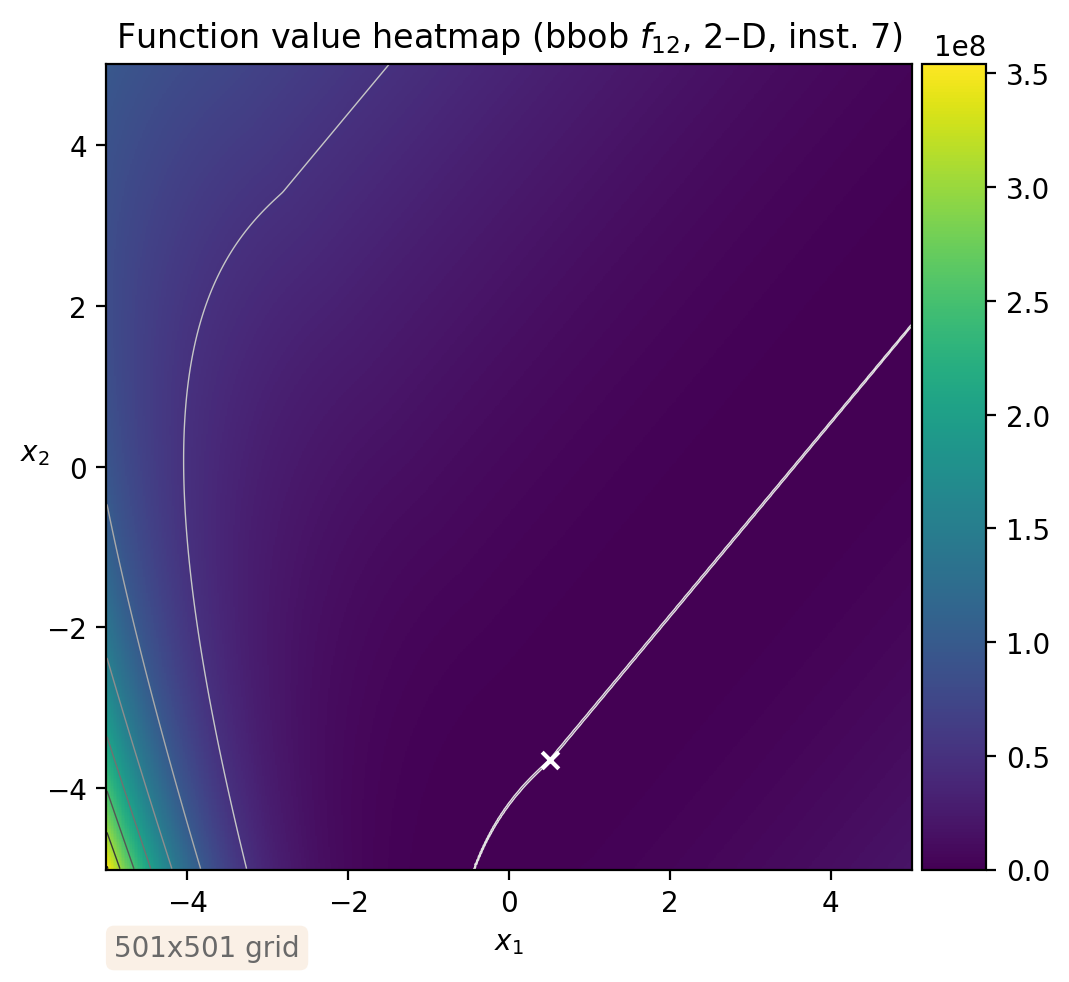 Function value heatmap (bbob f₁₂, 2–D, inst. 7)
1e8
3.5
3.0
2.5
2.0
1.5
1.0
0.5
0.0
4
2
0
−2
−4
x₂
−4 −2 0 2 4
x₁
501x501 grid